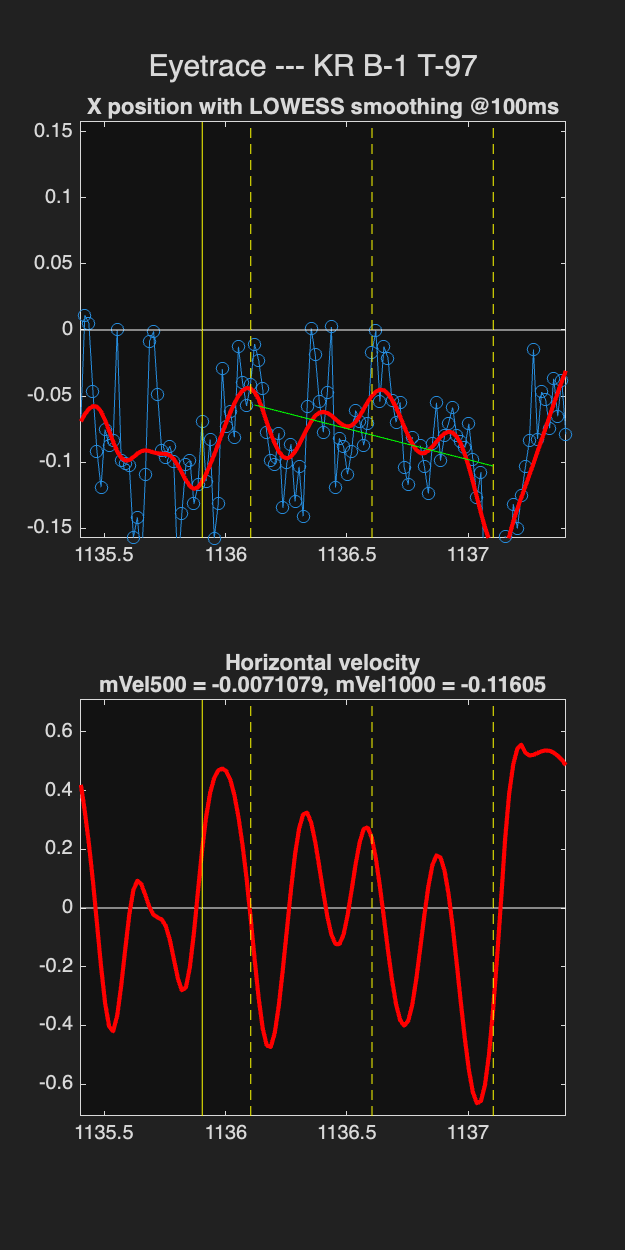 Eyetrace --- KR B-1 T-97
X position with LOWESS smoothing @100ms
0.15
0.1
0.05
0
-0.05
-0.1
-0.15
1135.5 1136 1136.5 1137
Horizontal velocity
mVel500 = -0.0071079, mVel1000 = -0.11605
0.6
0.4
0.2
0
-0.2
-0.4
-0.6
1135.5 1136 1136.5 1137